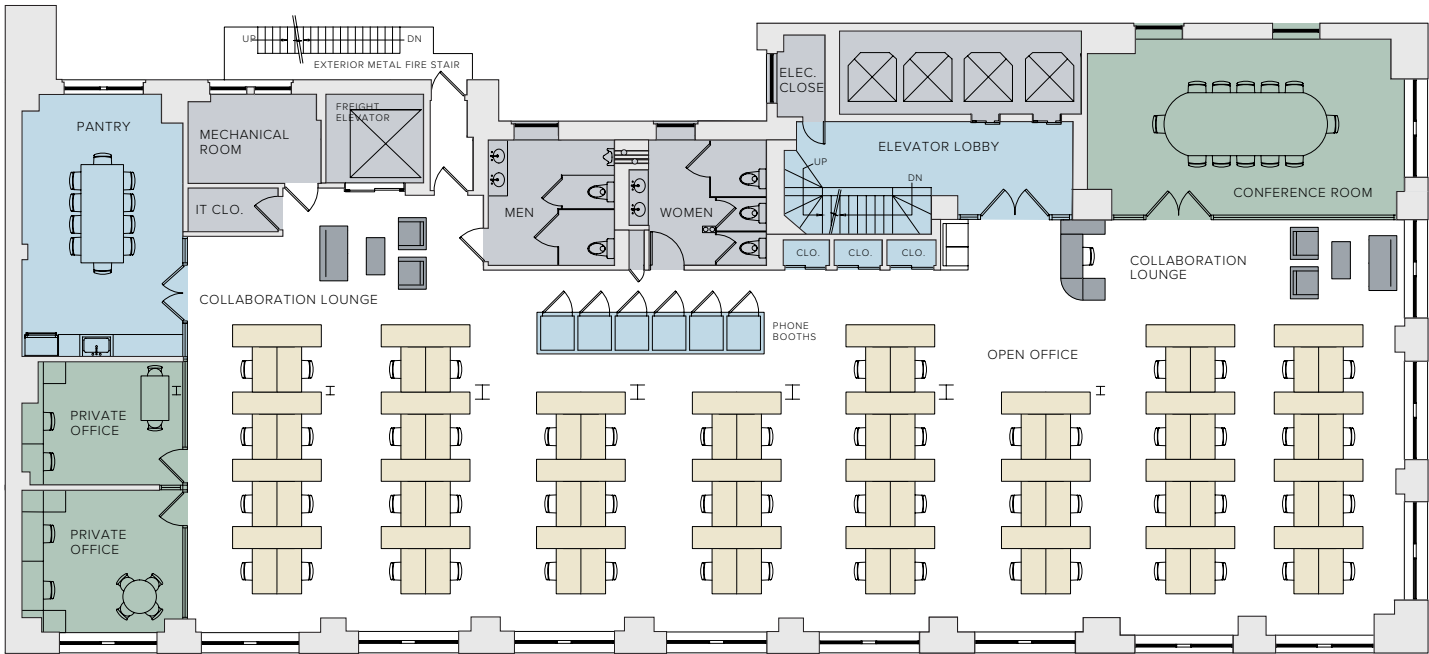 UP
DN
EXTERIOR METAL FIRE STAIR
ELEC.
CLOSE
FREIGHT
ELEVATOR
PANTRY
MECHANICAL
ROOM
ELEVATOR LOBBY
UP
DN
CONFERENCE ROOM
IT CLO.
MEN
WOMEN
CLO.
CLO.
CLO.
COLLABORATION
LOUNGE
COLLABORATION LOUNGE
PHONE
BOOTHS
OPEN OFFICE
PRIVATE
OFFICE
PRIVATE
OFFICE